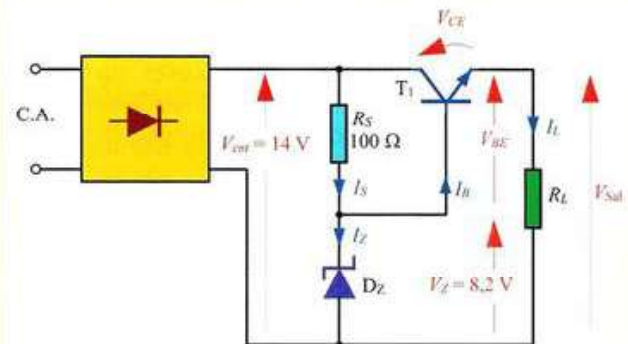 V_CE
T₁
C.A.
R_S
100 Ω
V_ent = 14 V
V_BE
I_L
I_S
I_B
R_L
V_Sal
I_Z
D_Z
V_Z = 8,2 V